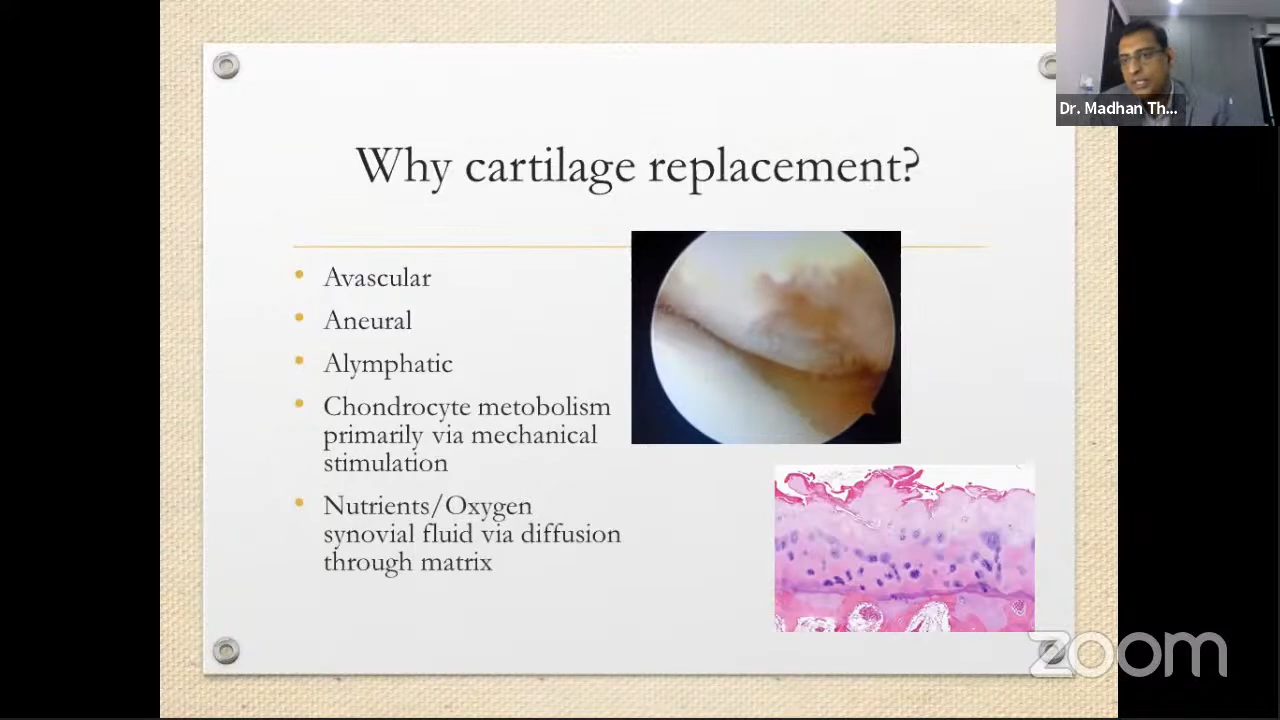 Dr. Madhan Th...
Why cartilage replacement?
Avascular
Aneural
Alymphatic
Chondrocyte metobolism
primarily via mechanical
stimulation
Nutrients/Oxygen
synovial fluid via diffusion
through matrix
zoom